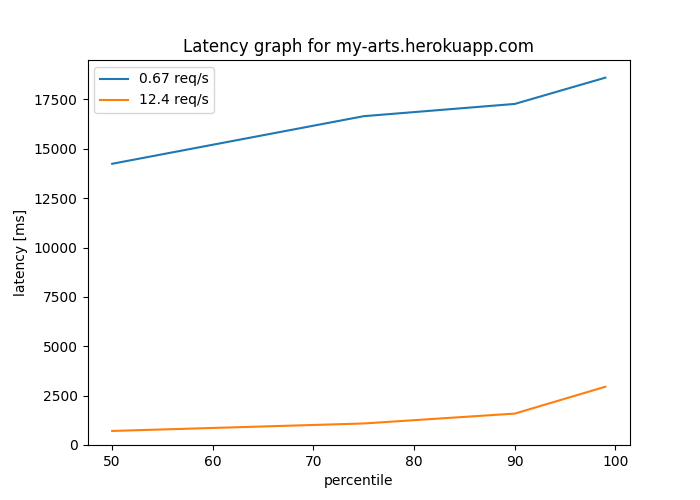 Latency graph for my-arts.herokuapp.com
0.67 req/s
12.4 req/s
latency [ms]
17500
15000
12500
10000
7500
5000
2500
0
50 60 70 80 90 100
percentile